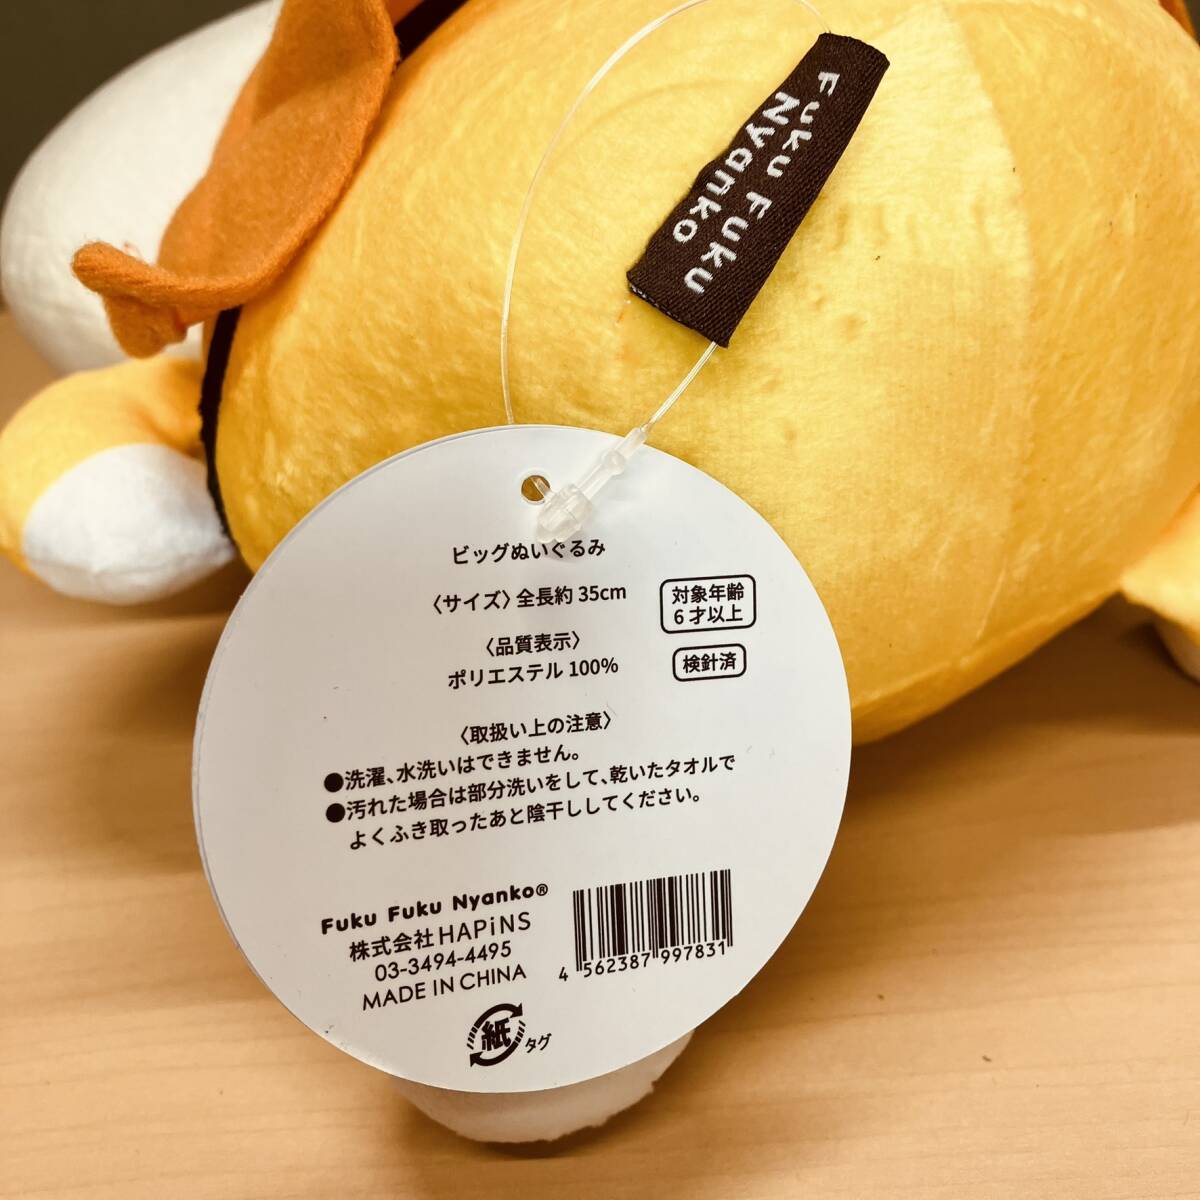 Fuku Fuku
Nyanko
ビッグぬいぐるみ
〈サイズ〉全長約 35cm
対象年齢
6才以上
〈品質表示〉
ポリエステル 100%
検針済
〈取扱い上の注意〉
●洗濯、水洗いはできません。
●汚れた場合は部分洗いをして、乾いたタオルで
よくふき取ったあと陰干ししてください。
Fuku Fuku Nyanko®
株式会社HAPiNS
03-3494-4495
MADE IN CHINA
4 562387 997831
紙 タグ